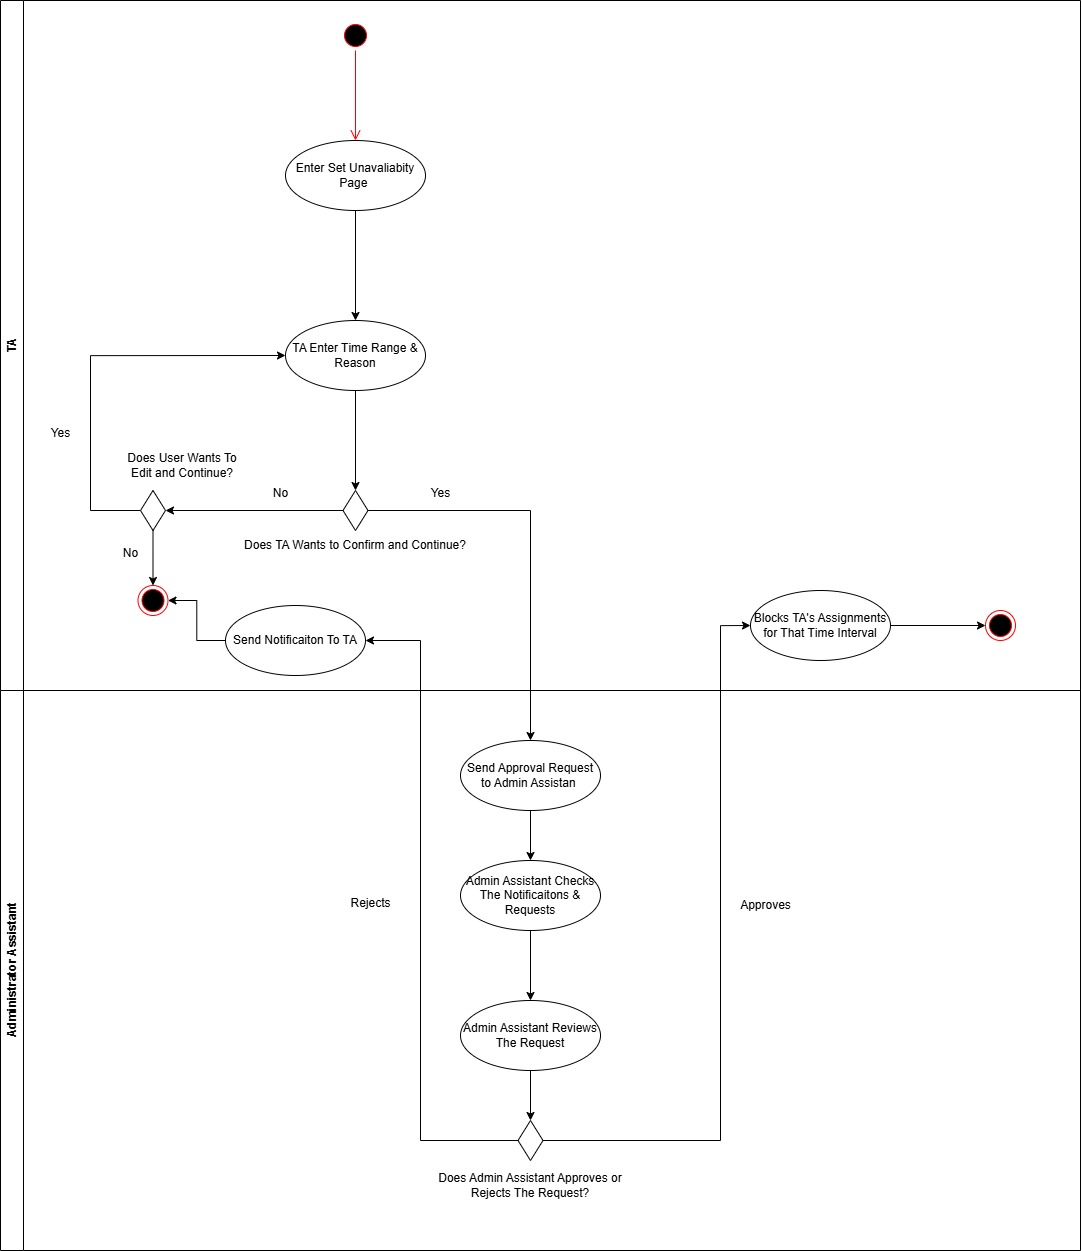 TA
Enter Set Unavaliabity
Page
TA Enter Time Range &
Reason
Yes
Does User Wants To
Edit and Continue?
No
Yes
Does TA Wants to Confirm and Continue?
No
Send Notificaiton To TA
Blocks TA's Assignments
for That Time Interval
Administrator Assistant
Send Approval Request
to Admin Assistan
Admin Assistant Checks
The Notificaitons &
Requests
Rejects
Approves
Admin Assistant Reviews
The Request
Does Admin Assistant Approves or
Rejects The Request?